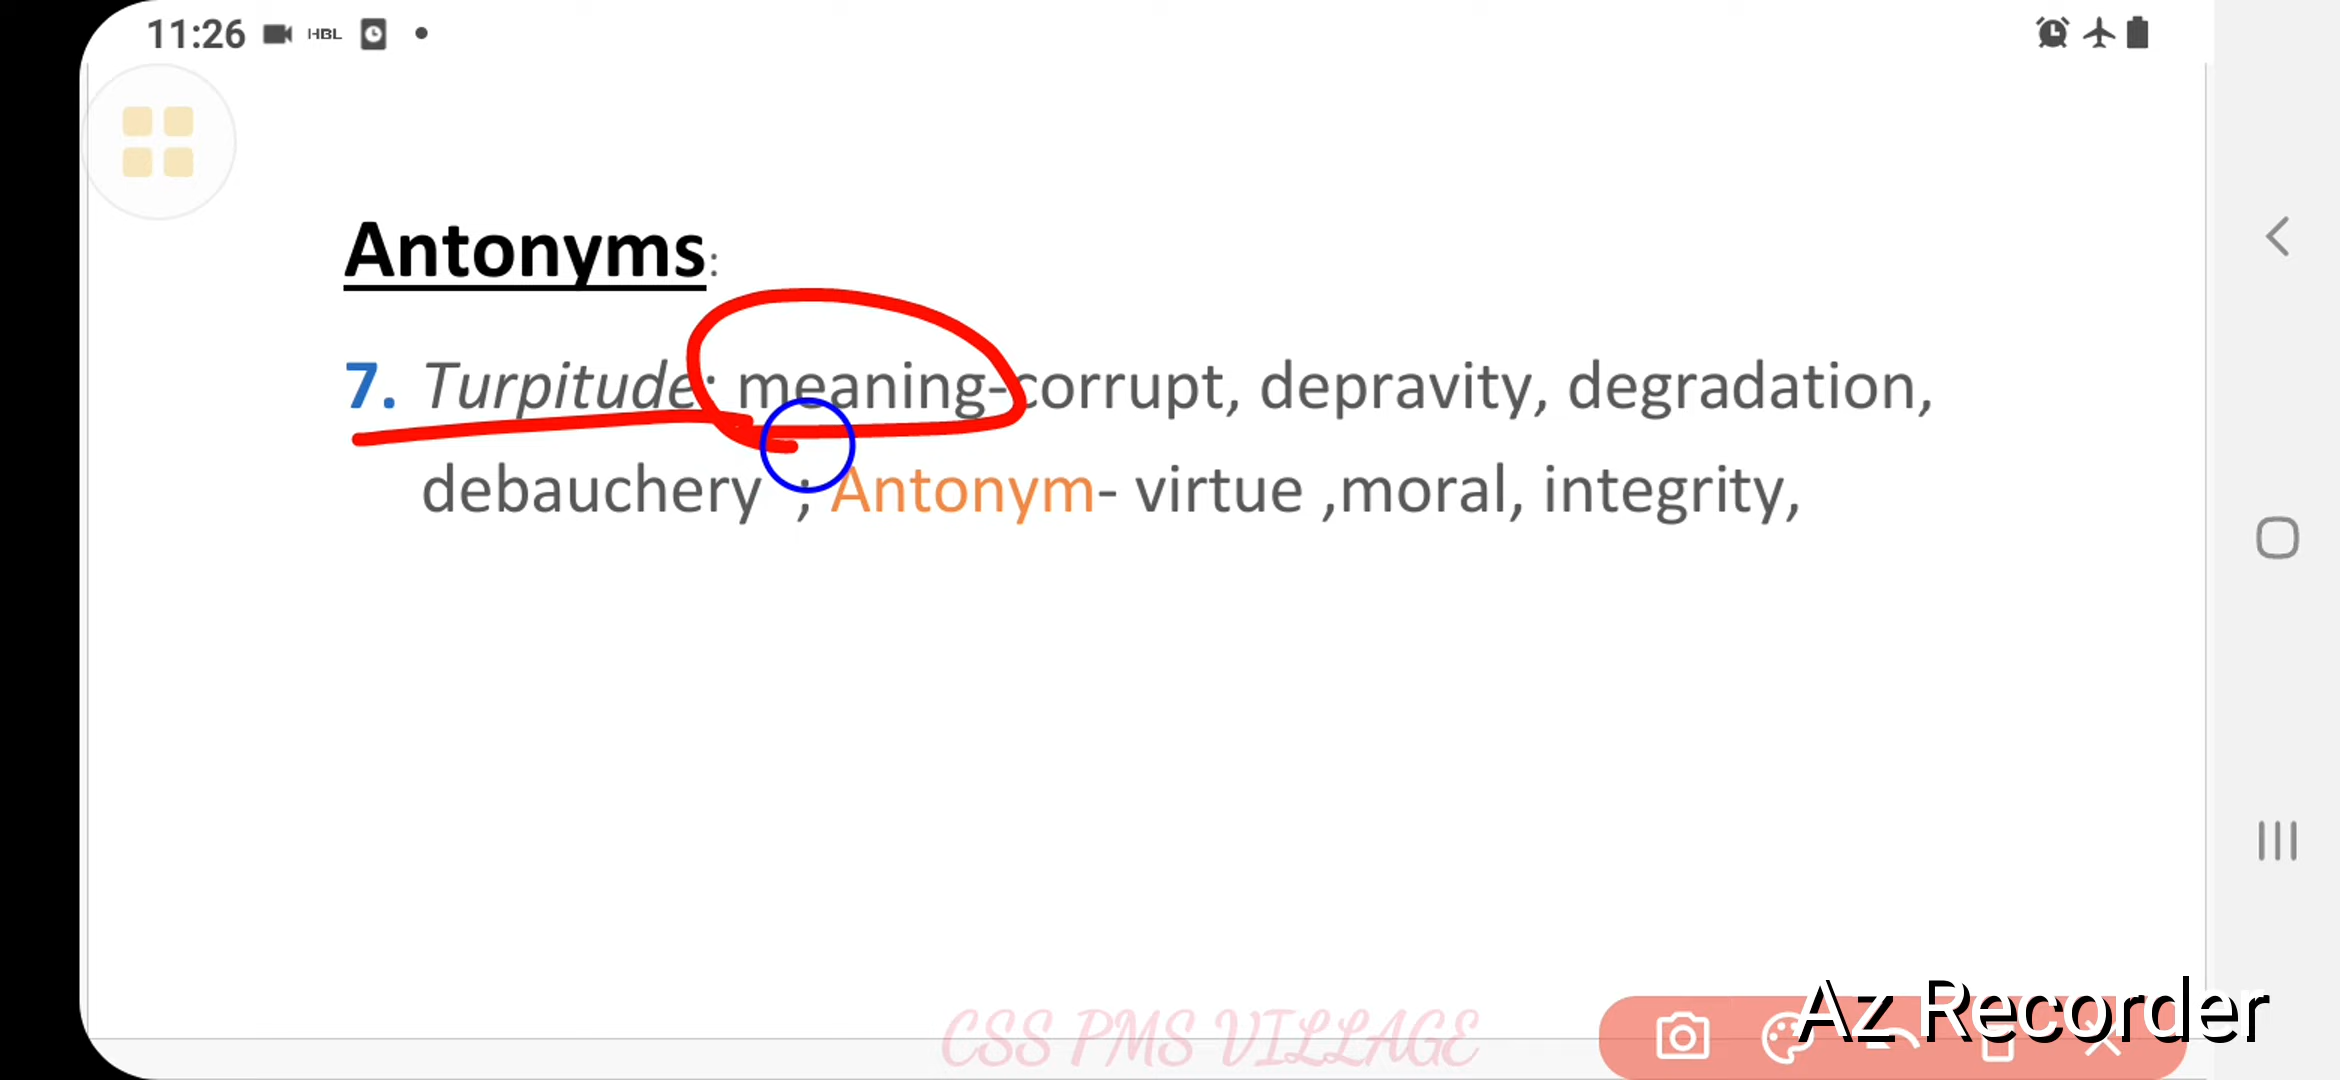 11:26 HBL
Antonyms:
7. Turpitude: meaning-corrupt, depravity, degradation,
debauchery ; Antonym- virtue ,moral, integrity,
CSS PMS VILLAGE
Az Recorder